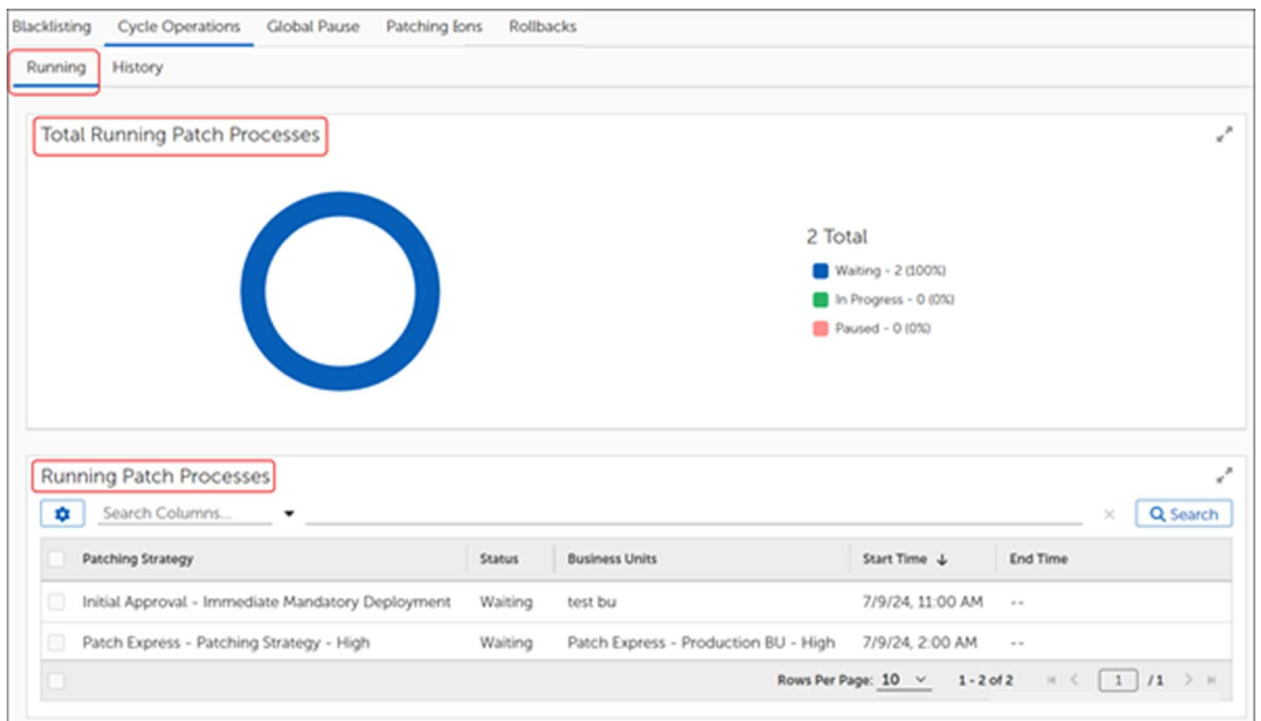 Blacklisting Cycle Operations Global Pause Patching Ions Rollbacks
Running History
Total Running Patch Processes
2 Total
Waiting - 2 (100%)
In Progress - 0 (0%)
Paused - 0 (0%)
Running Patch Processes
Search Columns... Search
Patching Strategy Status Business Units Start Time End Time
Initial Approval - Immediate Mandatory Deployment Waiting test bu 7/9/24, 11:00 AM --
Patch Express - Patching Strategy - High Waiting Patch Express - Production BU - High 7/9/24, 2:00 AM --
Rows Per Page: 10 1 - 2 of 2 1 / 1